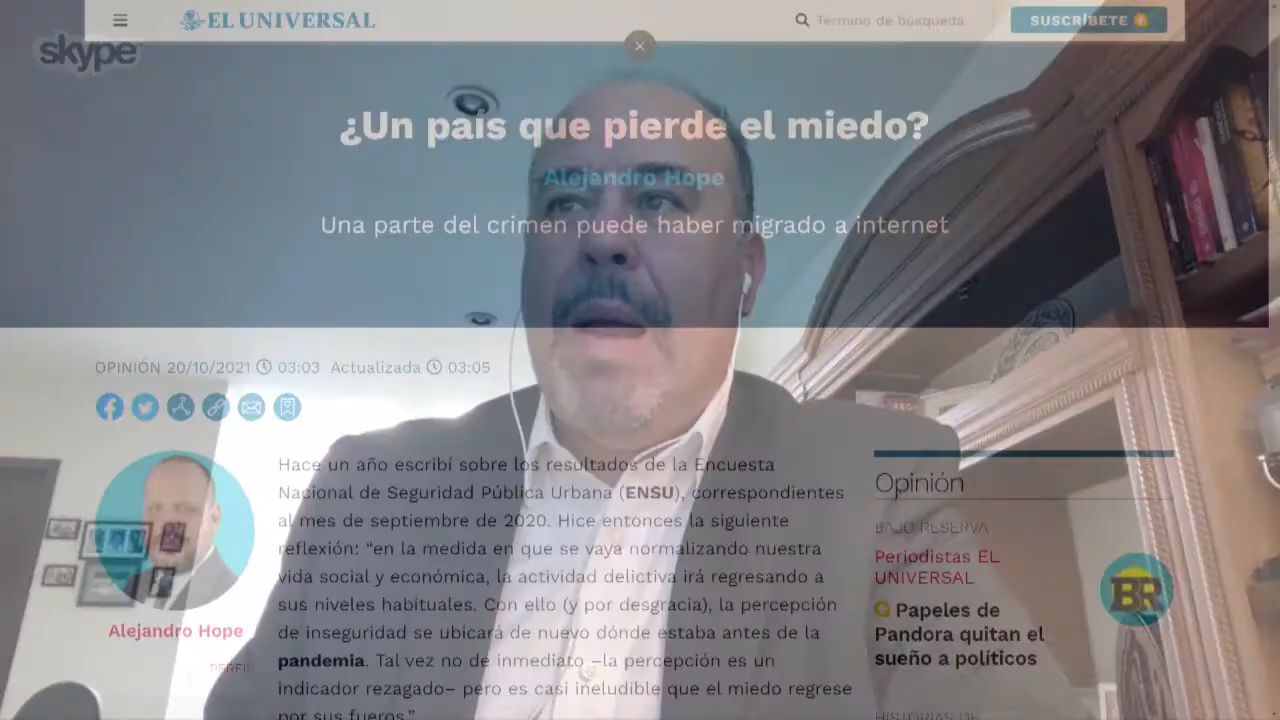 EL UNIVERSAL
Término de búsqueda
SUSCRÍBETE
skype
¿Un país que pierde el miedo?
Alejandro Hope
Una parte del crimen puede haber migrado a internet
OPINIÓN 20/10/2021 03:03 Actualizada 03:05
Hace un año escribí sobre los resultados de la Encuesta
Nacional de Seguridad Pública Urbana (ENSU), correspondientes
al mes de septiembre de 2020. Hice entonces la siguiente
reflexión: “en la medida en que se vaya normalizando nuestra
vida social y económica, la actividad delictiva irá regresando a
sus niveles habituales. Con ello (y por desgracia), la percepción
de inseguridad se ubicará de nuevo dónde estaba antes de la
pandemia. Tal vez no de inmediato –la percepción es un
indicador rezagado– pero es casi ineludible que el miedo regrese
por sus fueros.”
Alejandro Hope
PERFIL
Opinión
BAJO RESERVA
Periodistas EL
UNIVERSAL
BR
Papeles de
Pandora quitan el
sueño a políticos
HISTORIAS DE